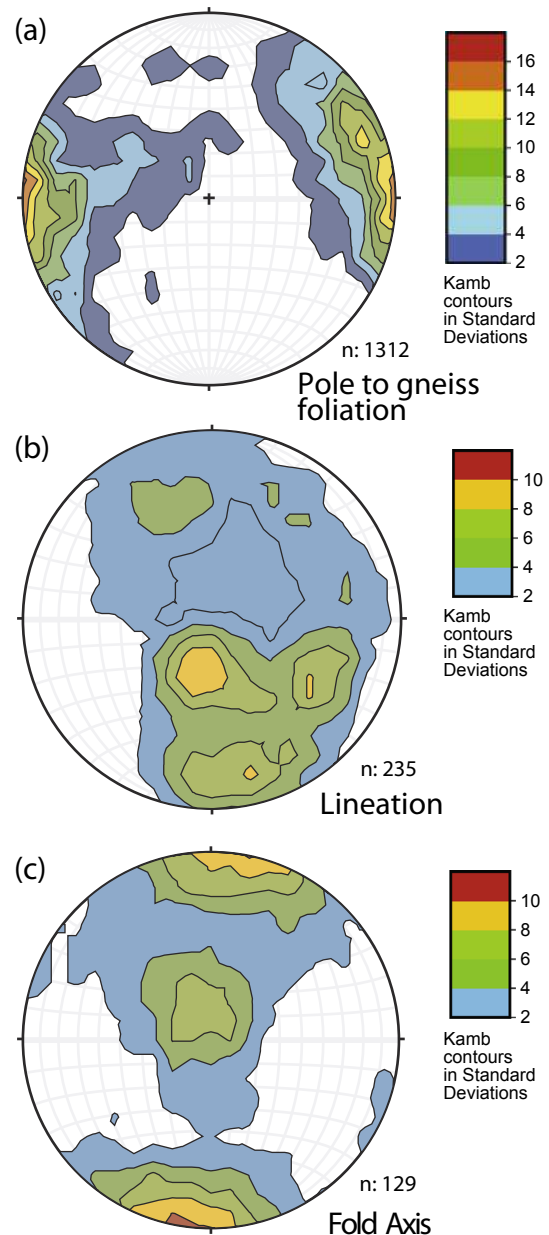 (a)
16
14
12
10
8
6
4
2
Kamb
contours
in Standard
Deviations
n: 1312
Pole to gneiss
foliation
(b)
10
8
6
4
2
Kamb
contours
in Standard
Deviations
n: 235
Lineation
(c)
10
8
6
4
2
Kamb
contours
in Standard
Deviations
n: 129
Fold Axis